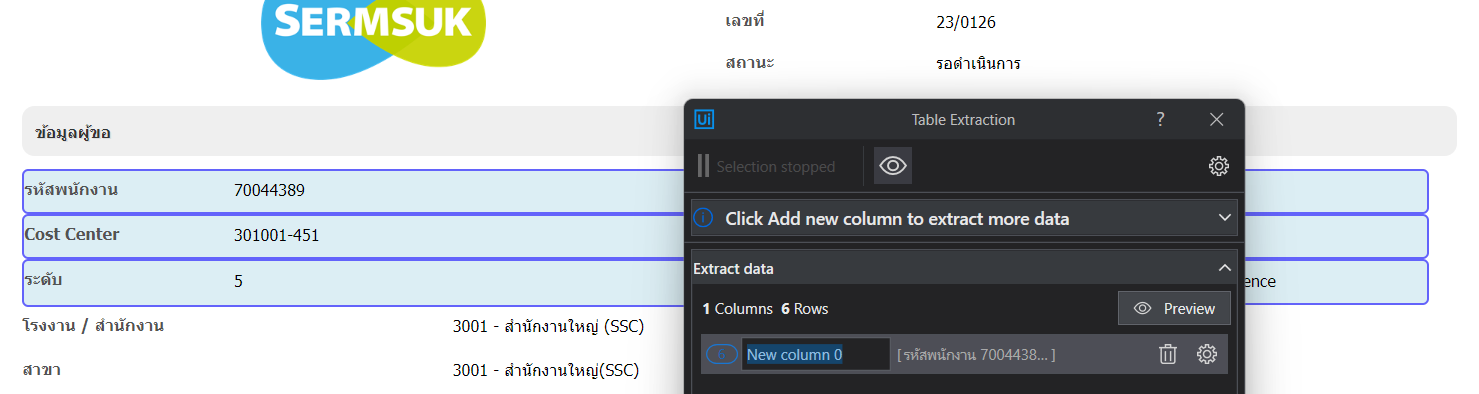 SERMSUK
เลขที่ 23/0126
สถานะ รอดำเนินการ
ข้อมูลผู้ขอ
Ui Table Extraction ?
Selection stopped
รหัสพนักงาน 70044389
i Click Add new column to extract more data
Cost Center 301001-451
Extract data
ระดับ 5 ence
1 Columns 6 Rows Preview
โรงงาน / สำนักงาน 3001 - สำนักงานใหญ่ (SSC)
6 New column 0 [ รหัสพนักงาน 7004438... ]
สาขา 3001 - สำนักงานใหญ่(SSC)